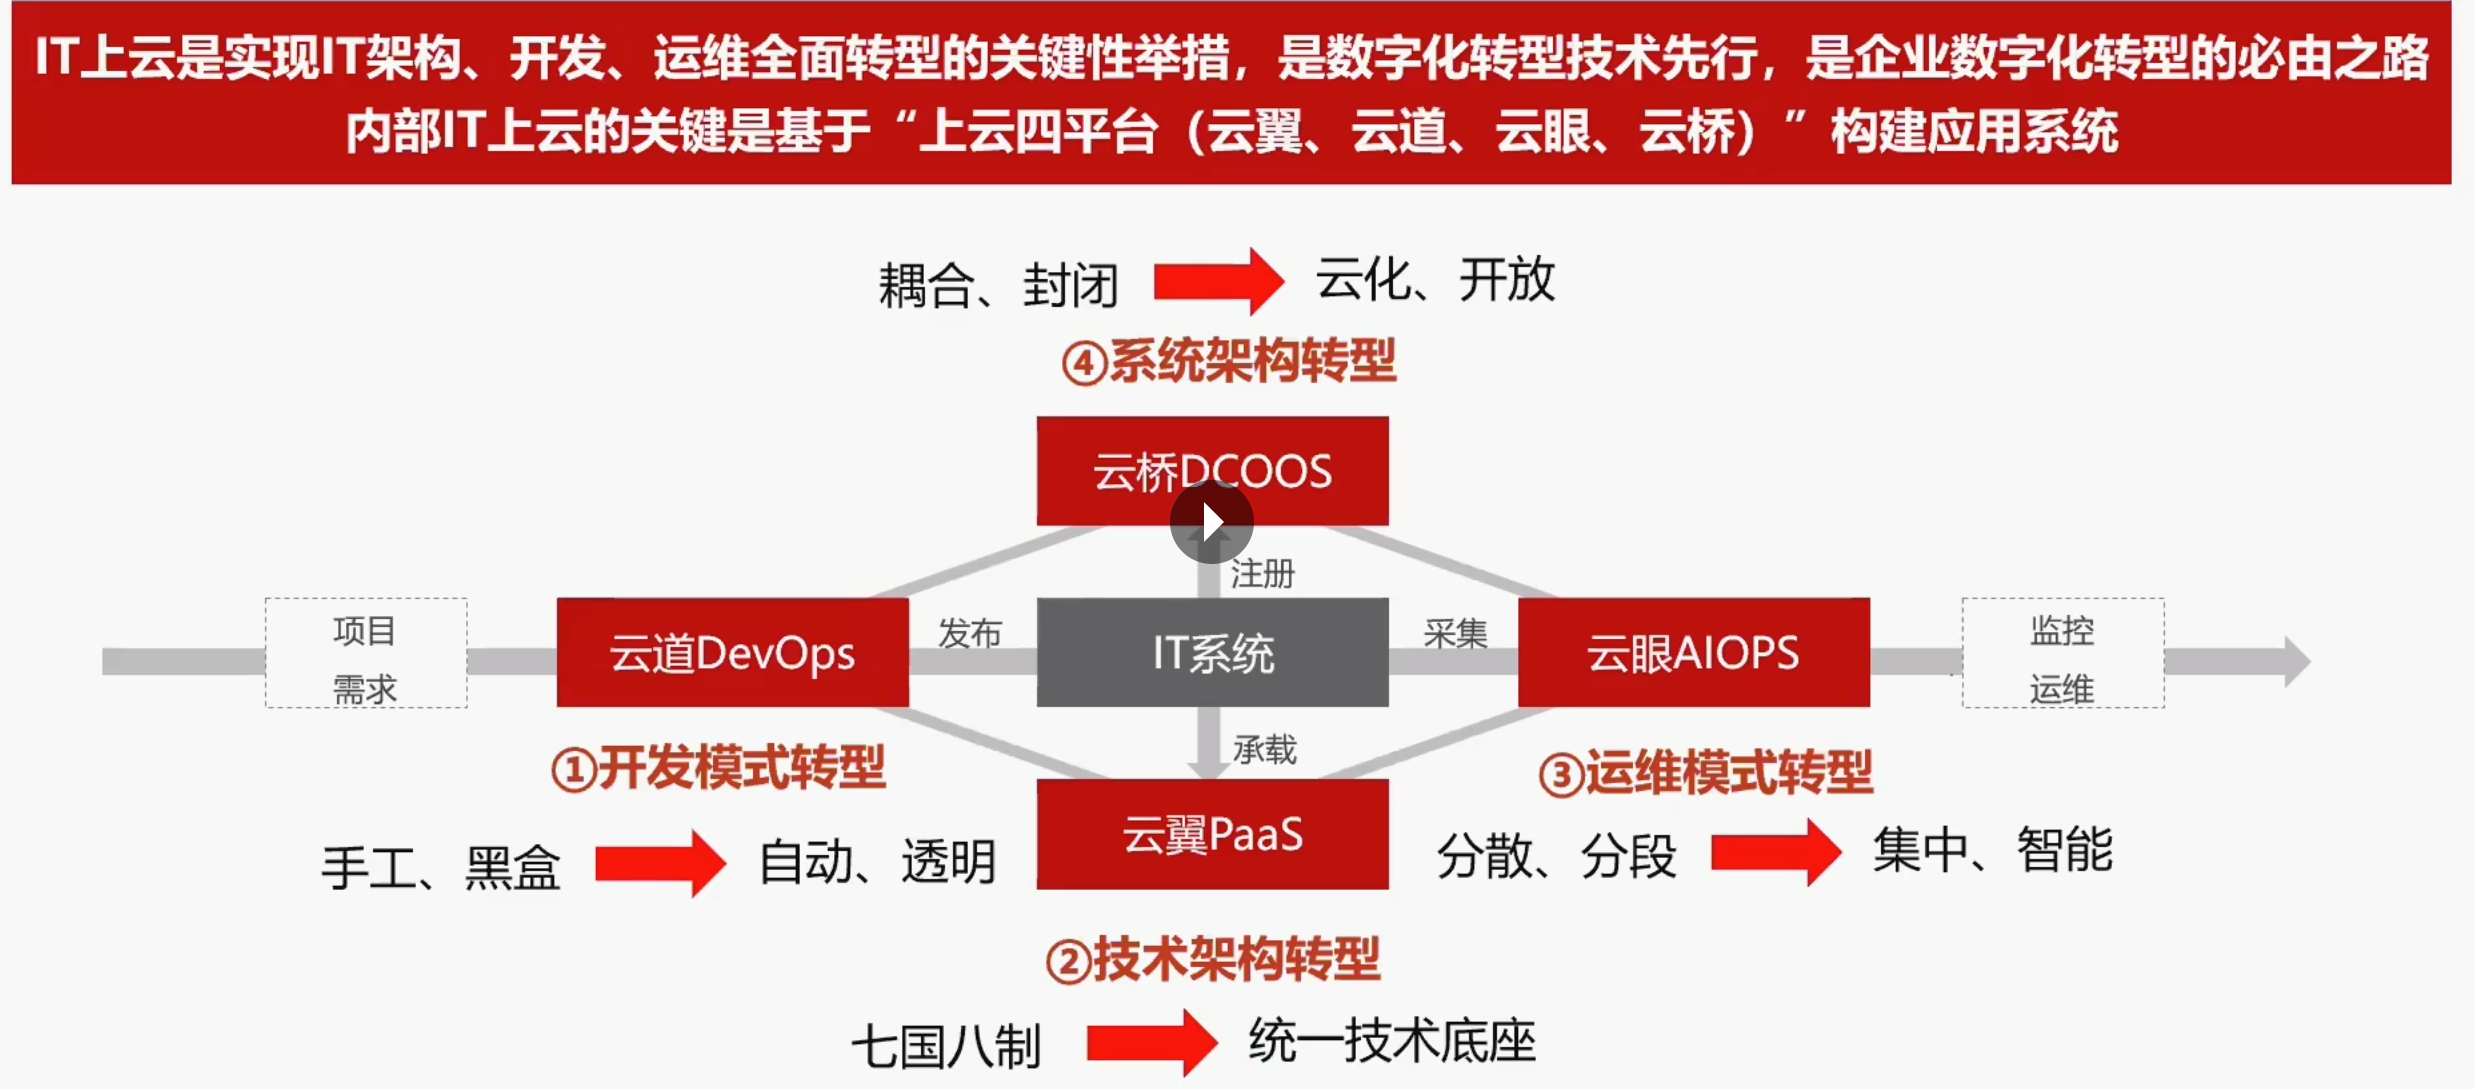 IT上云是实现IT架构、开发、运维全面转型的关键性举措，是数字化转型技术先行，是企业数字化转型的必由之路
内部IT上云的关键是基于“上云四平台（云翼、云道、云眼、云桥）”构建应用系统
耦合、封闭
云化、开放
④系统架构转型
云桥DCOOS
注册
项目
需求
云道DevOps
发布
IT系统
采集
云眼AIOPS
监控
运维
承载
①开发模式转型
③运维模式转型
手工、黑盒
自动、透明
云翼PaaS
分散、分段
集中、智能
②技术架构转型
七国八制
统一技术底座